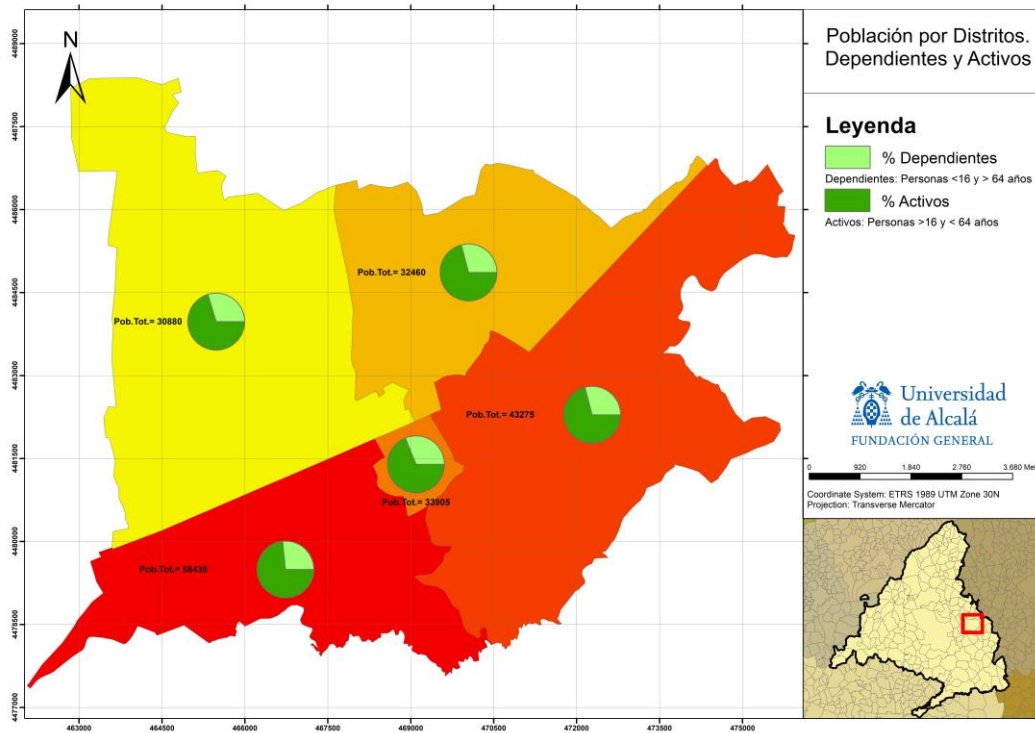 Población por Distritos.
Dependientes y Activos
Leyenda
% Dependientes
Dependientes: Personas <16 y > 64 años
% Activos
Activos: Personas >16 y < 64 años
Universidad
de Alcalá
FUNDACIÓN GENERAL
0 920 1.840 2.760 3.680 Met
Coordinate System: ETRS 1989 UTM Zone 30N
Projection: Transverse Mercator
N
Pob.Tot.= 32460
Pob.Tot.= 30880
Pob.Tot.= 43275
Pob.Tot.= 33905
Pob.Tot.= 58435
4489000
4487500
4486000
4484500
4483000
4481500
4480000
4478500
4477000
463000 464500 466000 467500 469000 470500 472000 473500 475000